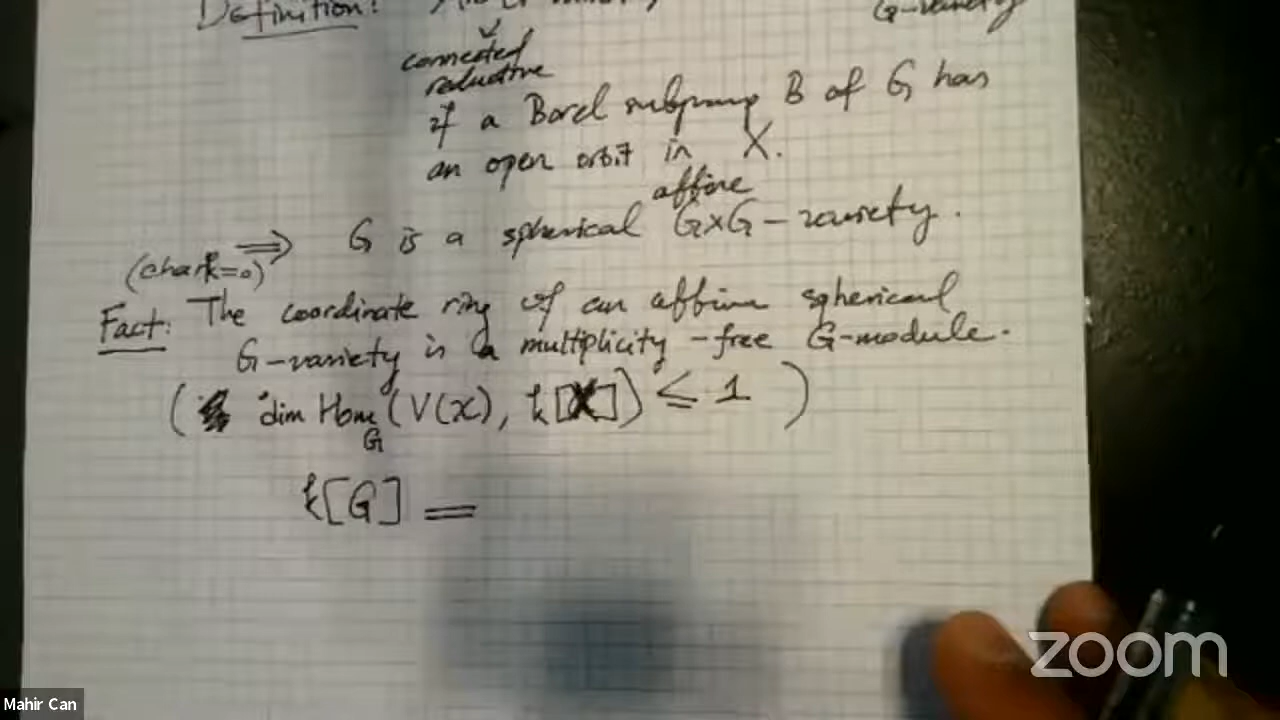 Definition:
G-variety
connected
reductive
if a Borel subgroup B of G has
an open orbit in X.
affine
⟹ G is a spherical G×G-variety.
(char k=0)
Fact: The coordinate ring of an affine spherical
G-variety is a multiplicity-free G-module.
( dim Hom_G (V(χ), k[X]) ≤ 1 )
k[G] =
zoom
Mahir Can